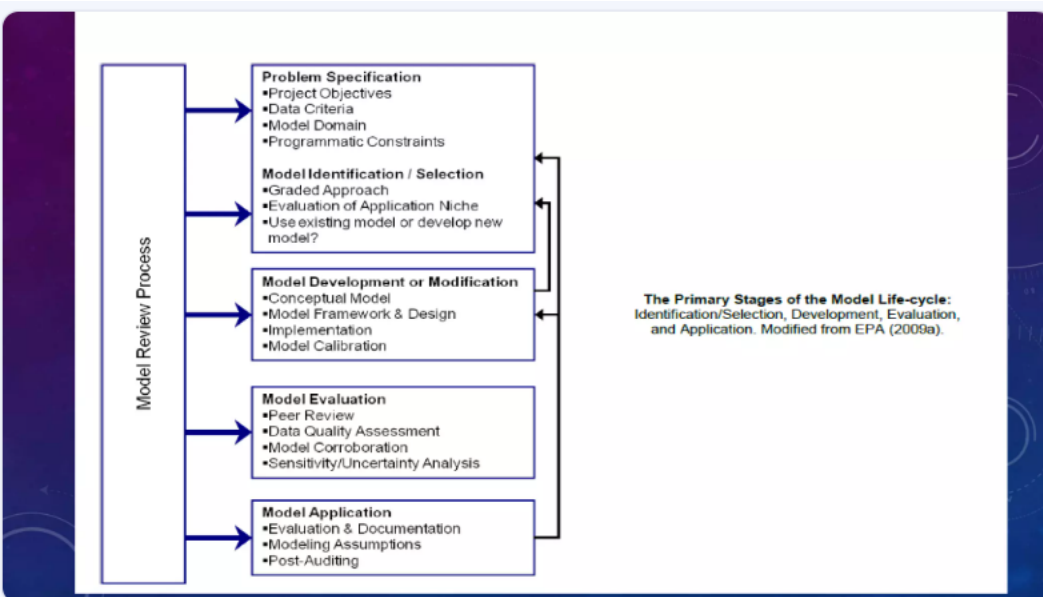 Model Review Process
Problem Specification
▪Project Objectives
▪Data Criteria
▪Model Domain
▪Programmatic Constraints
Model Identification / Selection
▪Graded Approach
▪Evaluation of Application Niche
▪Use existing model or develop new
model?
Model Development or Modification
▪Conceptual Model
▪Model Framework & Design
▪Implementation
▪Model Calibration
Model Evaluation
▪Peer Review
▪Data Quality Assessment
▪Model Corroboration
▪Sensitivity/Uncertainty Analysis
Model Application
▪Evaluation & Documentation
▪Modeling Assumptions
▪Post-Auditing
The Primary Stages of the Model Life-cycle:
Identification/Selection, Development, Evaluation,
and Application. Modified from EPA (2009a).